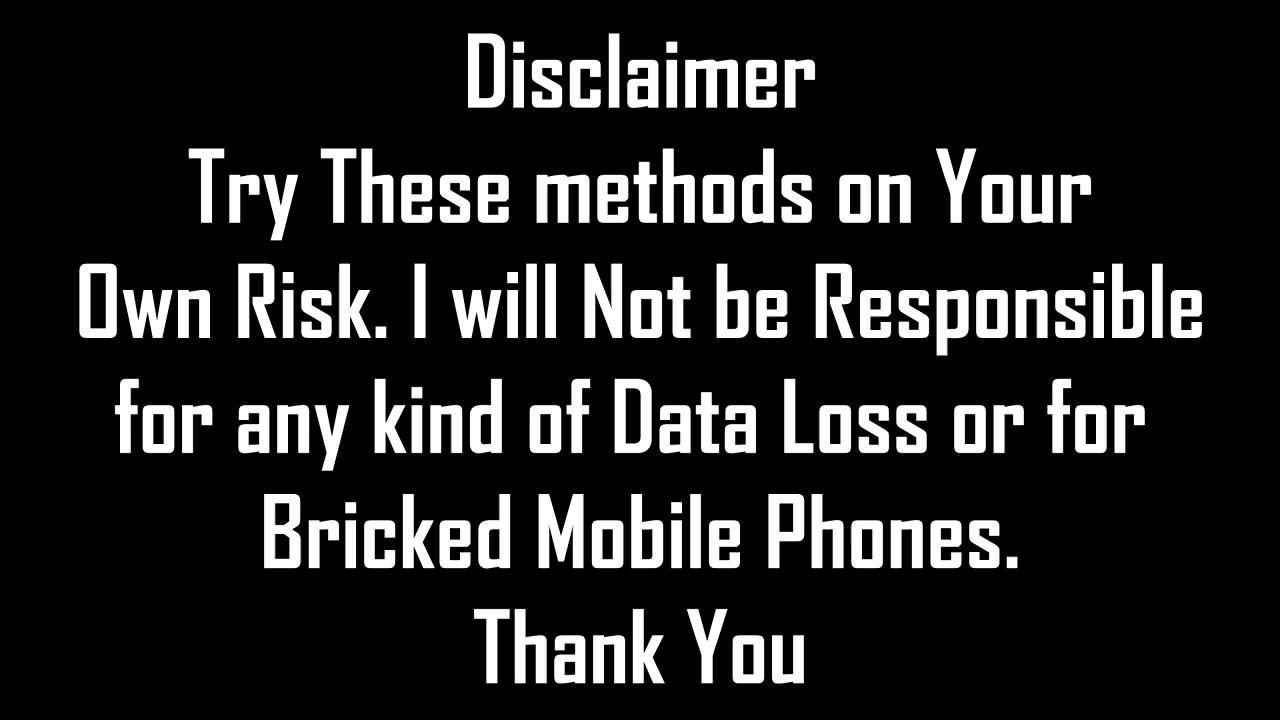 Disclaimer
Try These methods on Your
Own Risk. I will Not be Responsible
for any kind of Data Loss or for
Bricked Mobile Phones.
Thank You